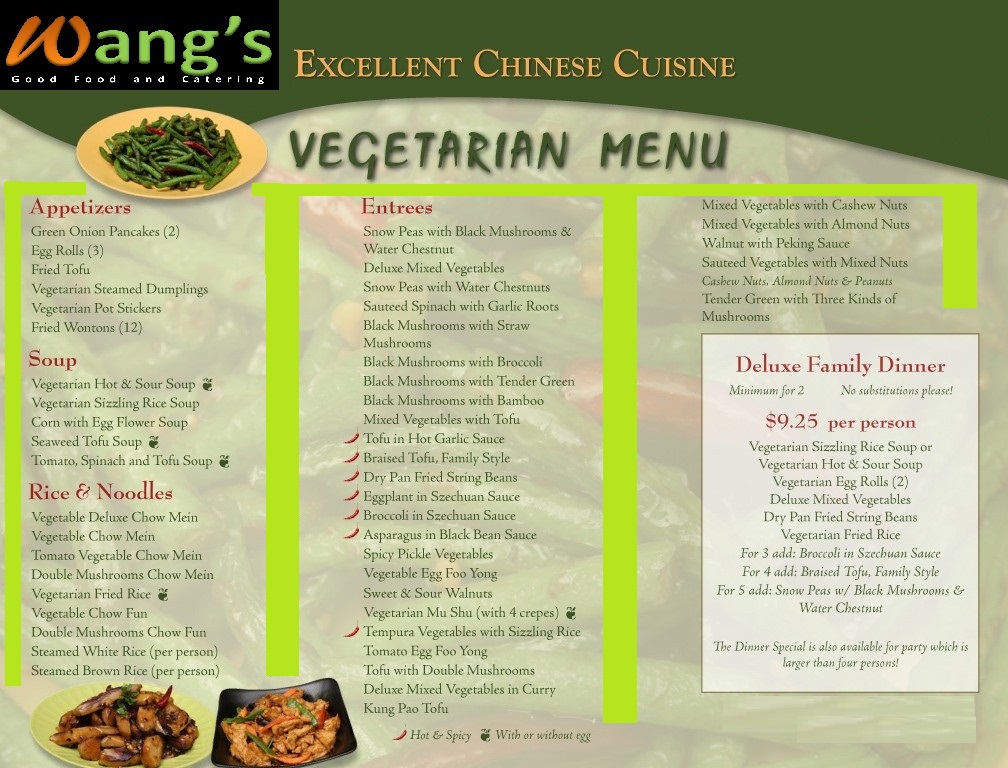 Wang's
Good Food and Catering
Excellent Chinese Cuisine
VEGETARIAN MENU
Appetizers
Green Onion Pancakes (2)
Egg Rolls (3)
Fried Tofu
Vegetarian Steamed Dumplings
Vegetarian Pot Stickers
Fried Wontons (12)
Soup
Vegetarian Hot & Sour Soup
Vegetarian Sizzling Rice Soup
Corn with Egg Flower Soup
Seaweed Tofu Soup
Tomato, Spinach and Tofu Soup
Rice & Noodles
Vegetable Deluxe Chow Mein
Vegetable Chow Mein
Tomato Vegetable Chow Mein
Double Mushrooms Chow Mein
Vegetarian Fried Rice
Vegetable Chow Fun
Double Mushrooms Chow Fun
Steamed White Rice (per person)
Steamed Brown Rice (per person)
Entrees
Snow Peas with Black Mushrooms &
Water Chestnut
Deluxe Mixed Vegetables
Snow Peas with Water Chestnuts
Sauteed Spinach with Garlic Roots
Black Mushrooms with Straw
Mushrooms
Black Mushrooms with Broccoli
Black Mushrooms with Tender Green
Black Mushrooms with Bamboo
Mixed Vegetables with Tofu
Tofu in Hot Garlic Sauce
Braised Tofu, Family Style
Dry Pan Fried String Beans
Eggplant in Szechuan Sauce
Broccoli in Szechuan Sauce
Asparagus in Black Bean Sauce
Spicy Pickle Vegetables
Vegetable Egg Foo Yong
Sweet & Sour Walnuts
Vegetarian Mu Shu (with 4 crepes)
Tempura Vegetables with Sizzling Rice
Tomato Egg Foo Yong
Tofu with Double Mushrooms
Deluxe Mixed Vegetables in Curry
Kung Pao Tofu
Hot & Spicy With or without egg
Mixed Vegetables with Cashew Nuts
Mixed Vegetables with Almond Nuts
Walnut with Peking Sauce
Sauteed Vegetables with Mixed Nuts
Cashew Nuts, Almond Nuts & Peanuts
Tender Green with Three Kinds of
Mushrooms
Deluxe Family Dinner
Minimum for 2 No substitutions please!
$9.25 per person
Vegetarian Sizzling Rice Soup or
Vegetarian Hot & Sour Soup
Vegetarian Egg Rolls (2)
Deluxe Mixed Vegetables
Dry Pan Fried String Beans
Vegetarian Fried Rice
For 3 add: Broccoli in Szechuan Sauce
For 4 add: Braised Tofu, Family Style
For 5 add: Snow Peas w/ Black Mushrooms &
Water Chestnut
The Dinner Special is also available for party which is
larger than four persons!